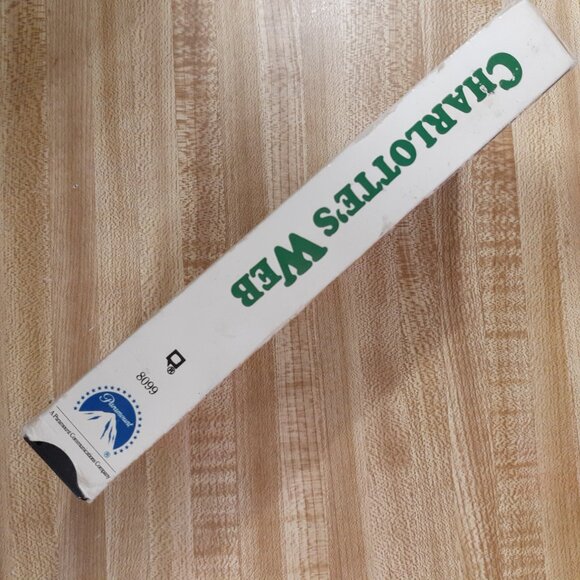 CHARLOTTE'S WEB
8099
Paramount
®
A Paramount Communications Company